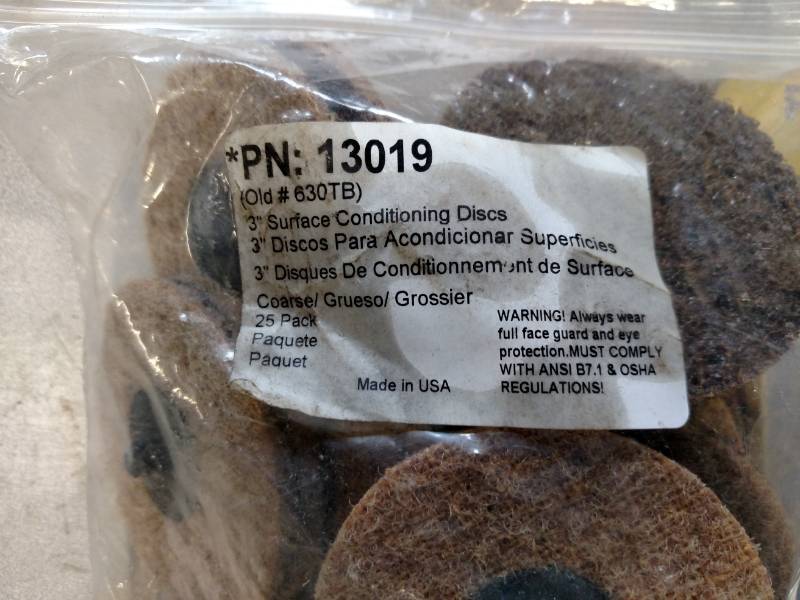 *PN: 13019
(Old # 630TB)
3" Surface Conditioning Discs
3" Discos Para Acondicionar Superficies
3" Disques De Conditionnement de Surface
Coarse/ Grueso/ Grossier
25 Pack
Paquete
Paquet
Made in USA
WARNING! Always wear
full face guard and eye
protection.MUST COMPLY
WITH ANSI B7.1 & OSHA
REGULATIONS!